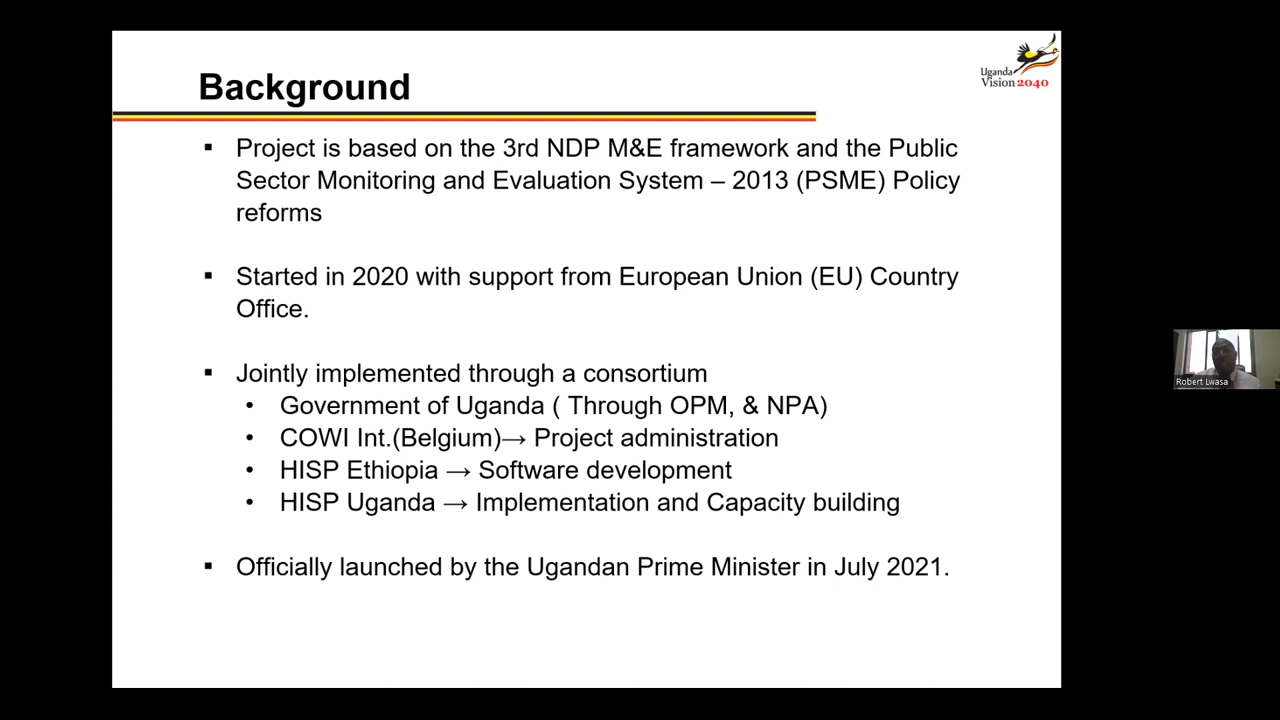 Background
Uganda
Vision 2040
▪ Project is based on the 3rd NDP M&E framework and the Public
Sector Monitoring and Evaluation System – 2013 (PSME) Policy
reforms
▪ Started in 2020 with support from European Union (EU) Country
Office.
▪ Jointly implemented through a consortium
• Government of Uganda ( Through OPM, & NPA)
• COWI Int.(Belgium)→ Project administration
• HISP Ethiopia → Software development
• HISP Uganda → Implementation and Capacity building
▪ Officially launched by the Ugandan Prime Minister in July 2021.
Robert Lwasa